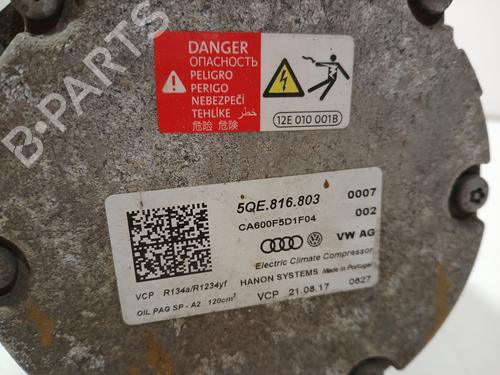 B-PARTS
DANGER
ОПАСНОСТЬ
PELIGRO
PERIGO
NEBEZPEČÍ
TEHLİKE خطر
危险 危険
12E 010 001B
5QE.816.803 0007
CA600F5D1F04 002
VW AG
Electric Climate Compressor
VCP R134a/R1234yf HANON SYSTEMS Made in Portugal
OIL PAG SP - A2 120cm³ VCP 21.08.17 0627